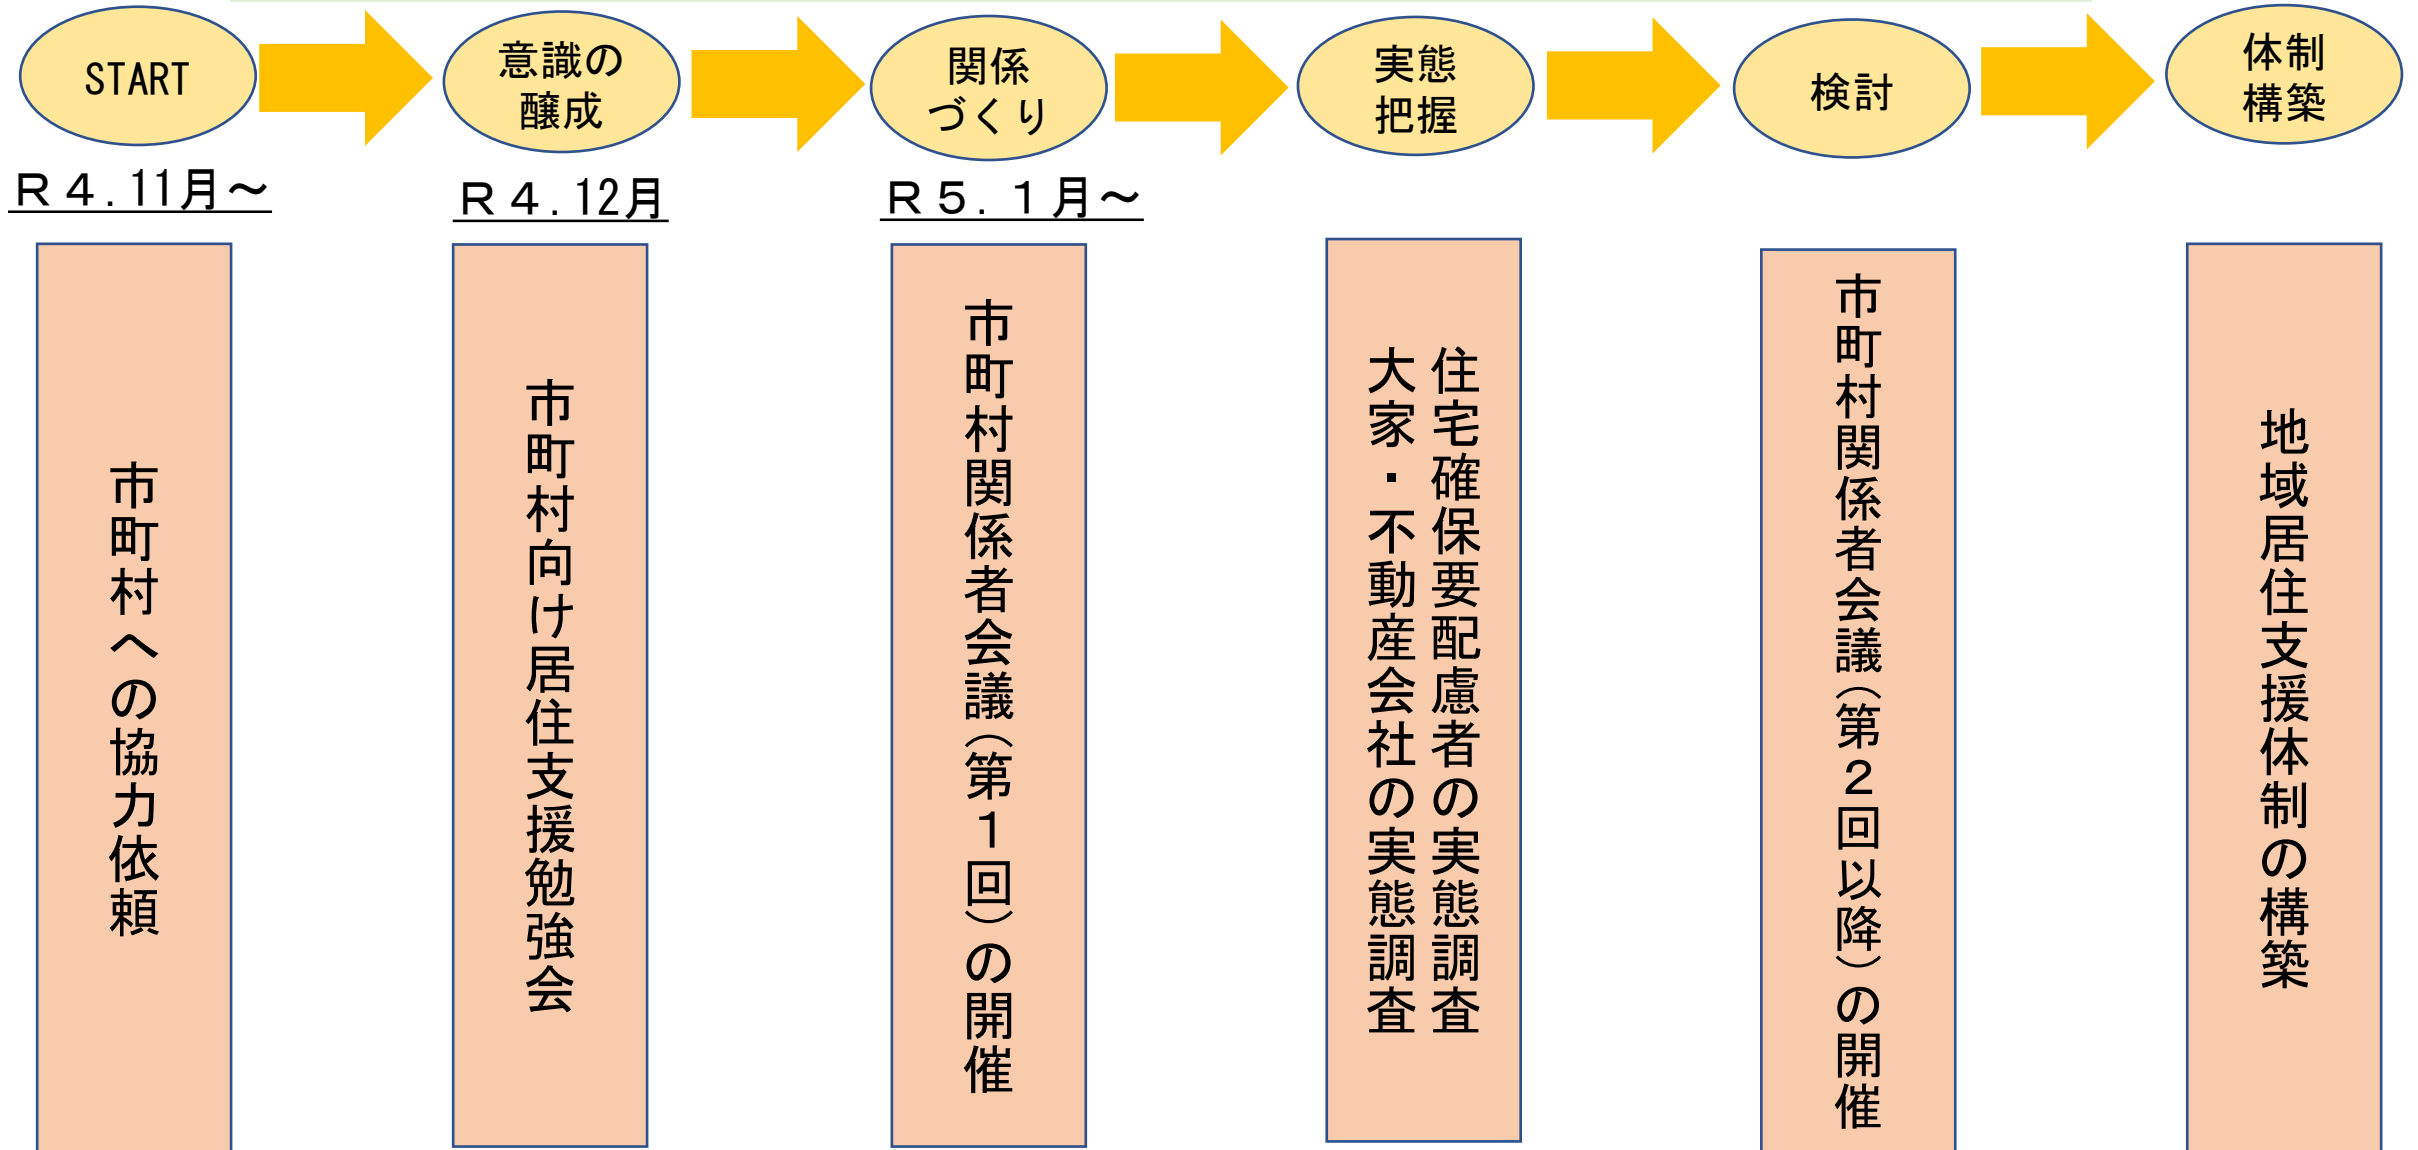 START
意識の
醸成
関係
づくり
実態
把握
検討
体制
構築
Ｒ４.11月～
Ｒ４.12月
Ｒ５．１月～
市町村への協力依頼
市町村向け居住支援勉強会
市町村関係者会議（第１回）の開催
住宅確保要配慮者の実態調査
大家・不動産会社の実態調査
市町村関係者会議（第２回以降）の開催
地域居住支援体制の構築